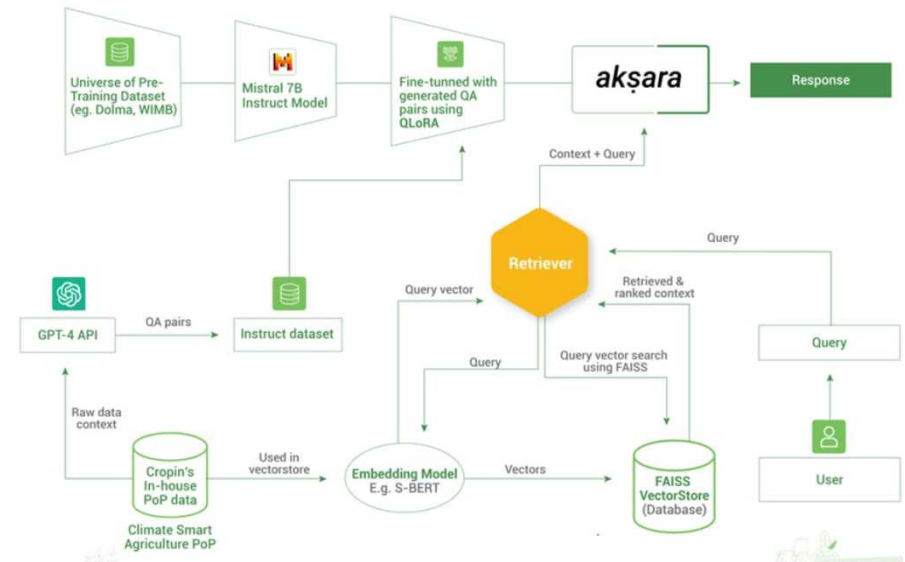 Universe of Pre-
Training Dataset
(eg. Dolma, WIMB)
Mistral 7B
Instruct Model
Fine-tunned with
generated QA
pairs using
QLoRA
akṣara
Response
Context + Query
Retriever
Query
Query vector
Retrieved &
ranked context
GPT-4 API
QA pairs
Instruct dataset
Query
Query
Query vector search
using FAISS
Raw data
context
Cropin's
In-house
PoP data
Used in
vectorstore
Embedding Model
E.g. S-BERT
Vectors
FAISS
VectorStore
(Database)
User
Climate Smart
Agriculture PoP